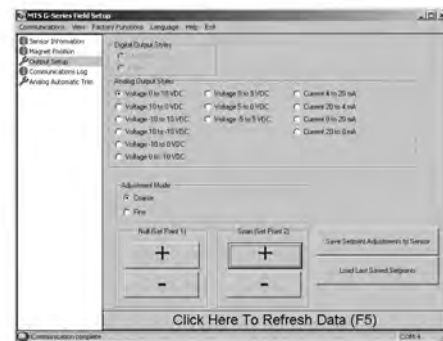 MTS G-Series Field Setup
Communications View Factory Functions Language Help Exit
Sensor Information
Magnet Position
Output Setup
Communications Log
Analog Automatic Trim
Digital Output Styles
Analog Output Styles
Voltage 0 to 10 VDC
Voltage 10 to 0 VDC
Voltage -10 to 10 VDC
Voltage 10 to -10 VDC
Voltage -10 to 0 VDC
Voltage 0 to -10 VDC
Voltage 0 to 5 VDC
Voltage 5 to 0 VDC
Voltage -5 to 5 VDC
Current 4 to 20 mA
Current 20 to 4 mA
Current 0 to 20 mA
Current 20 to 0 mA
Adjustment Mode
Coarse
Fine
Null (Set Point 1)
+
-
Span (Set Point 2)
+
-
Save Setpoint Adjustments to Sensor
Load Last Saved Setpoints
Click Here To Refresh Data (F5)
Communication complete
COM 4